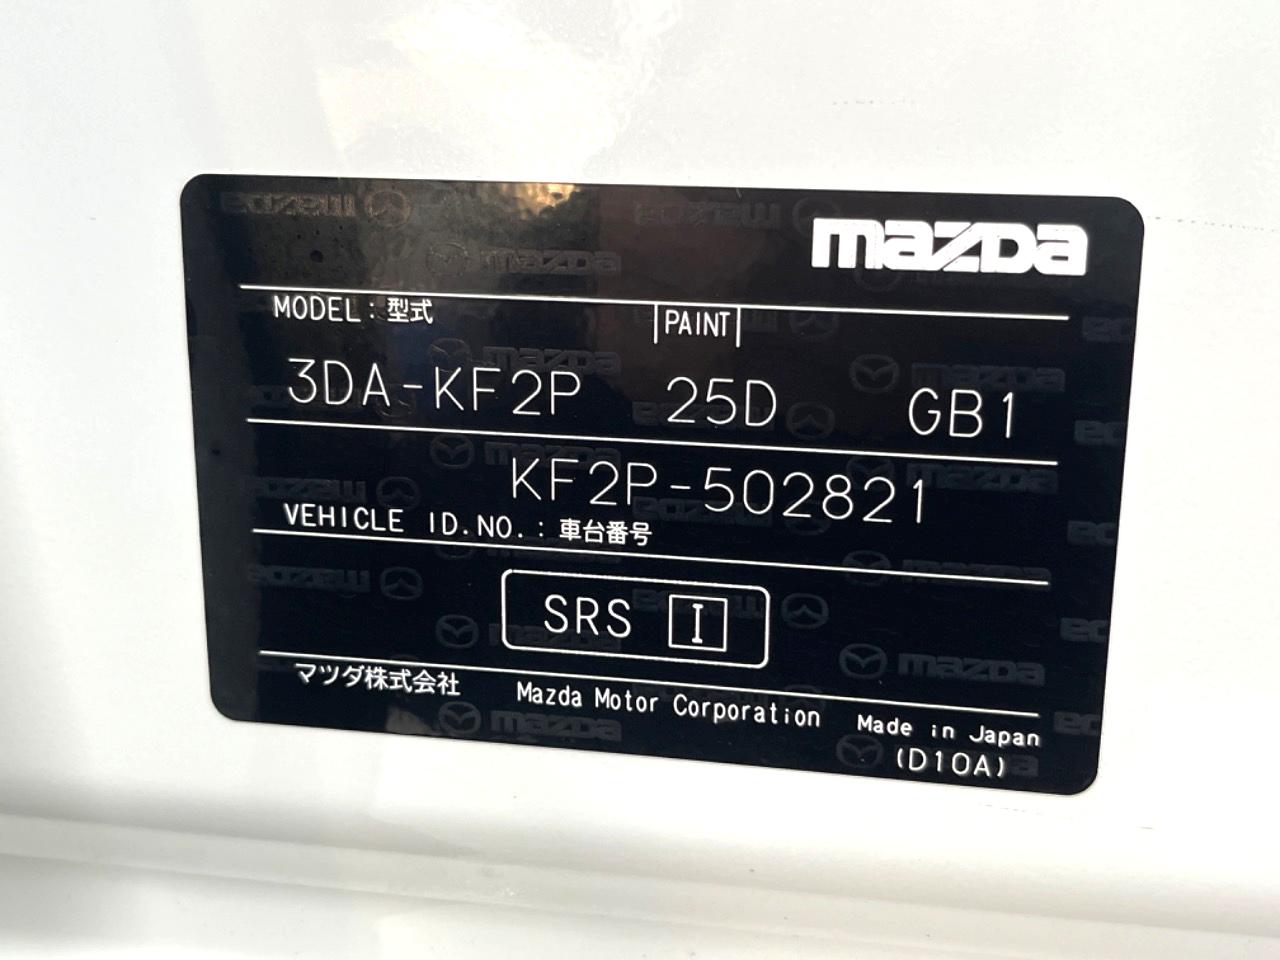 mazda
MODEL : 型式 PAINT
3DA-KF2P 25D GB1
KF2P-502821
VEHICLE ID.NO. : 車台番号
SRS I
マツダ株式会社 Mazda Motor Corporation Made in Japan
(D10A)